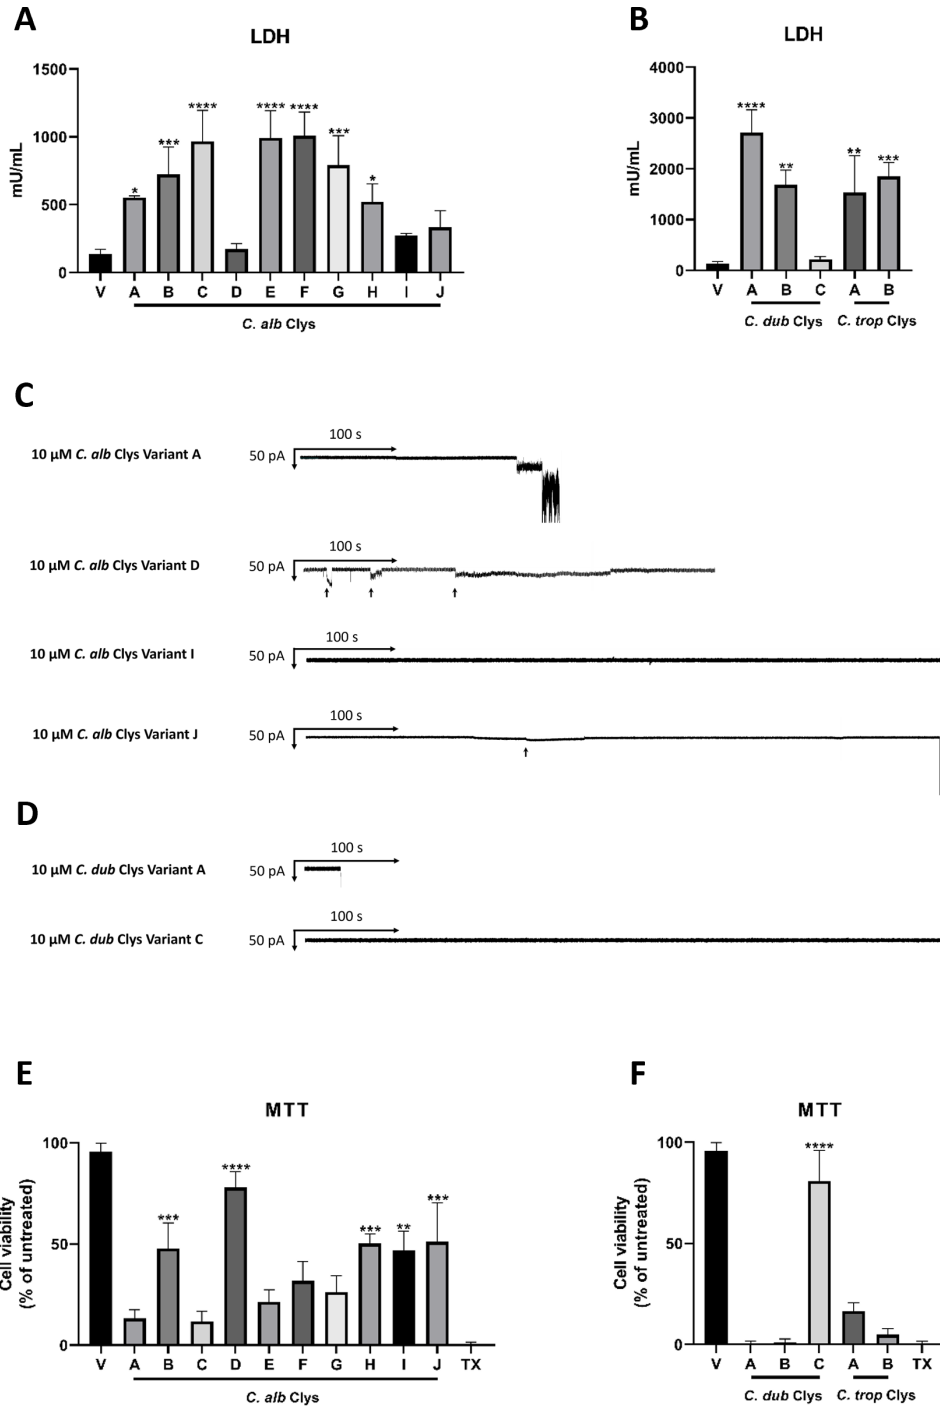 A
LDH
1500
1000
500
0
mU/mL
*
***
****
****
****
***
*
V A B C D E F G H I J
C. alb Clys
B
LDH
4000
3000
2000
1000
0
mU/mL
****
**
**
***
V A B C A B
C. dub Clys C. trop Clys
C
10 µM C. alb Clys Variant A
50 pA
100 s
10 µM C. alb Clys Variant D
50 pA
100 s
10 µM C. alb Clys Variant I
50 pA
100 s
10 µM C. alb Clys Variant J
50 pA
100 s
D
10 µM C. dub Clys Variant A
50 pA
100 s
10 µM C. dub Clys Variant C
50 pA
100 s
E
MTT
100
50
0
Cell viability
(% of untreated)
***
****
***
**
***
V A B C D E F G H I J TX
C. alb Clys
F
MTT
100
50
0
Cell viability
(% of untreated)
****
V A B C A B TX
C. dub Clys C. trop Clys